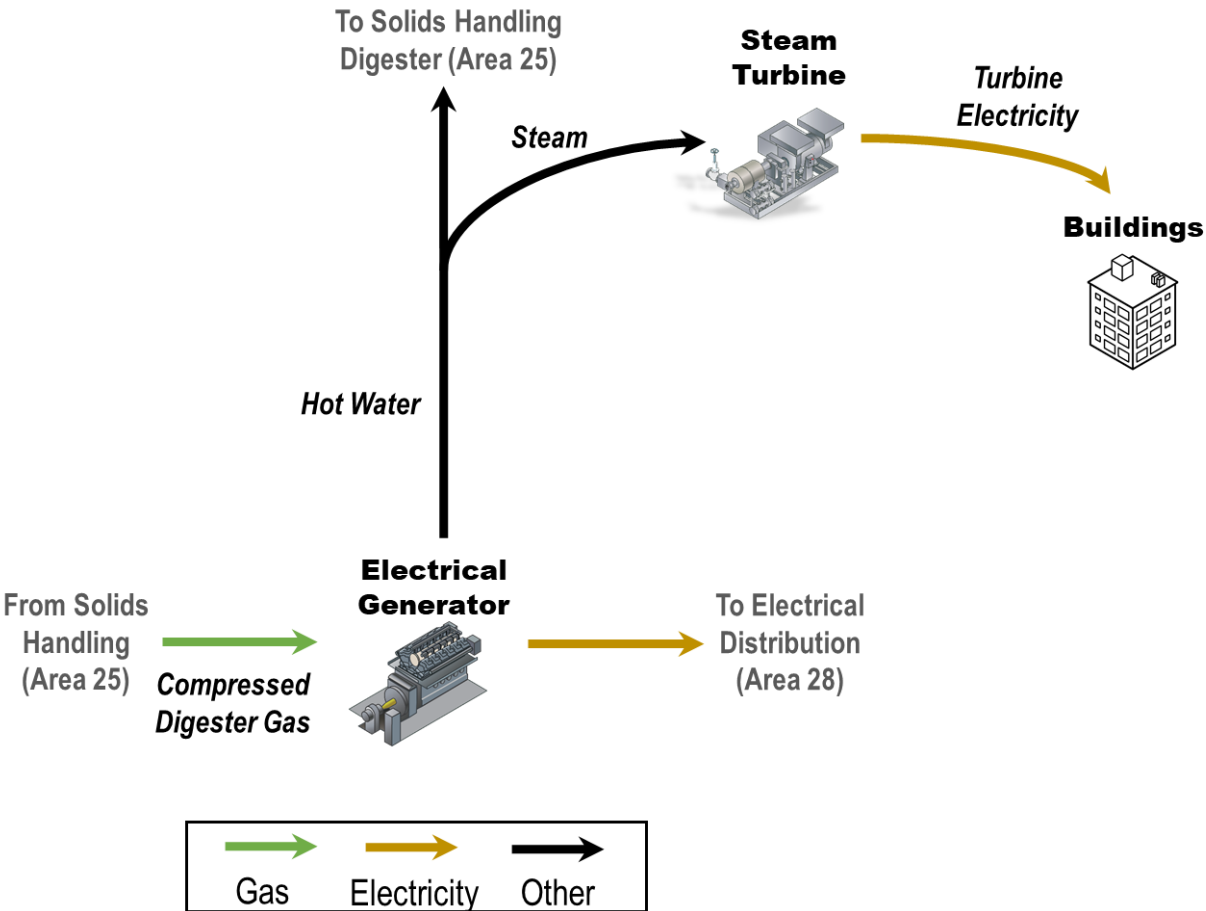 To Solids Handling
Digester (Area 25)
Steam
Turbine
Turbine
Electricity
Steam
Buildings
Hot Water
Electrical
Generator
From Solids
Handling
(Area 25)
Compressed
Digester Gas
To Electrical
Distribution
(Area 28)
Gas
Electricity
Other